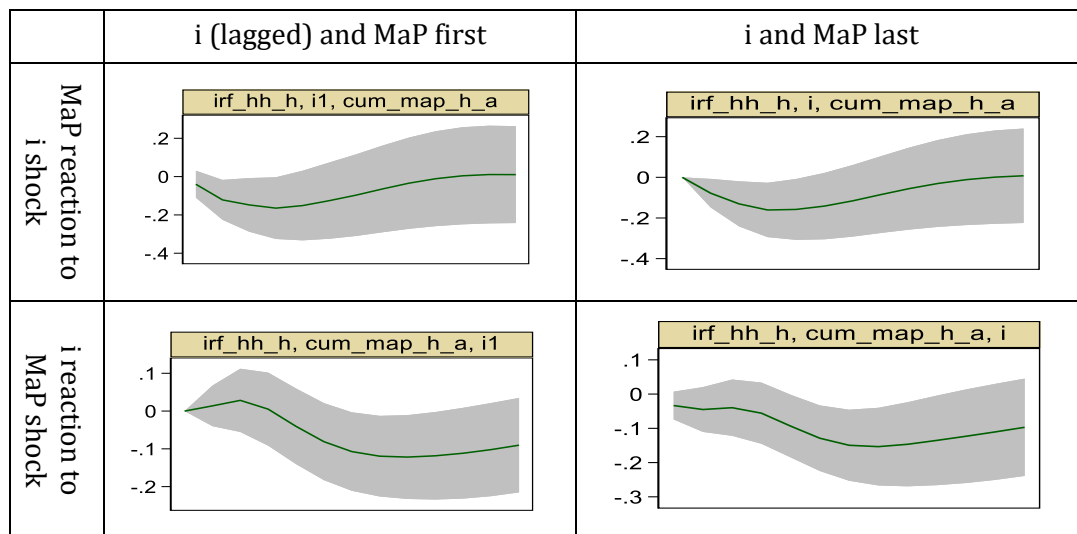 i (lagged) and MaP first
i and MaP last
MaP reaction to
i shock
irf_hh_h, i1, cum_map_h_a
.2
0
-.2
-.4
irf_hh_h, i, cum_map_h_a
.2
0
-.2
-.4
i reaction to
MaP shock
irf_hh_h, cum_map_h_a, i1
.1
0
-.1
-.2
irf_hh_h, cum_map_h_a, i
.1
0
-.1
-.2
-.3